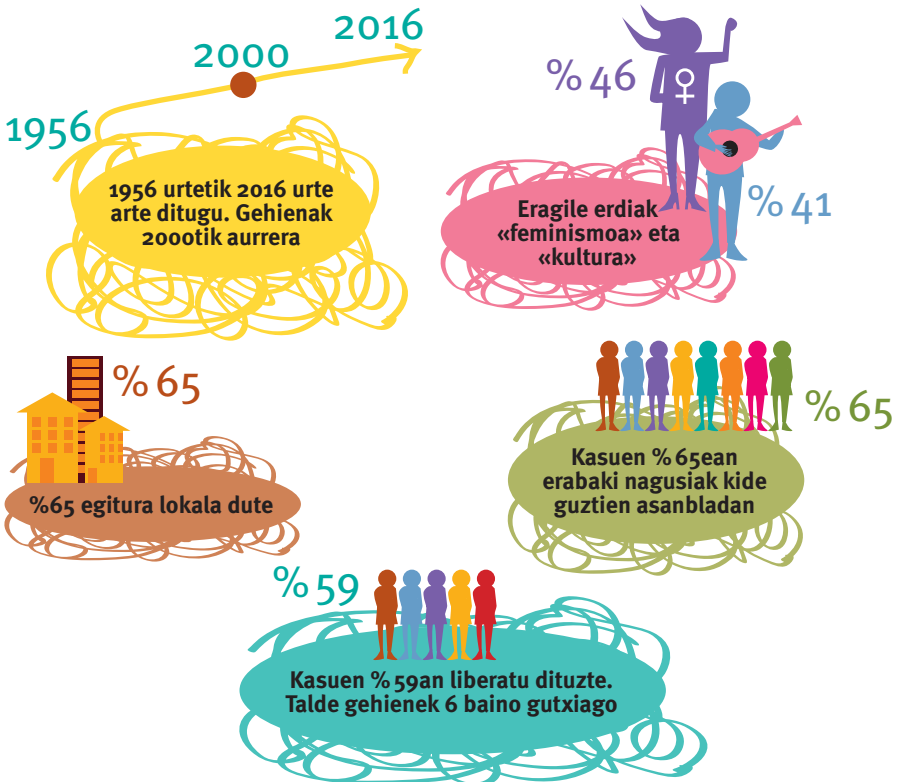 1956
2000
2016
1956 urtetik 2016 urte
arte ditugu. Gehienak
2000tik aurrera
% 46
% 41
Eragile erdiak
«feminismoa» eta
«kultura»
% 65
%65 egitura lokala dute
% 65
Kasuen % 65ean
erabaki nagusiak kide
guztien asanbladan
% 59
Kasuen % 59an liberatu dituzte.
Talde gehienek 6 baino gutxiago